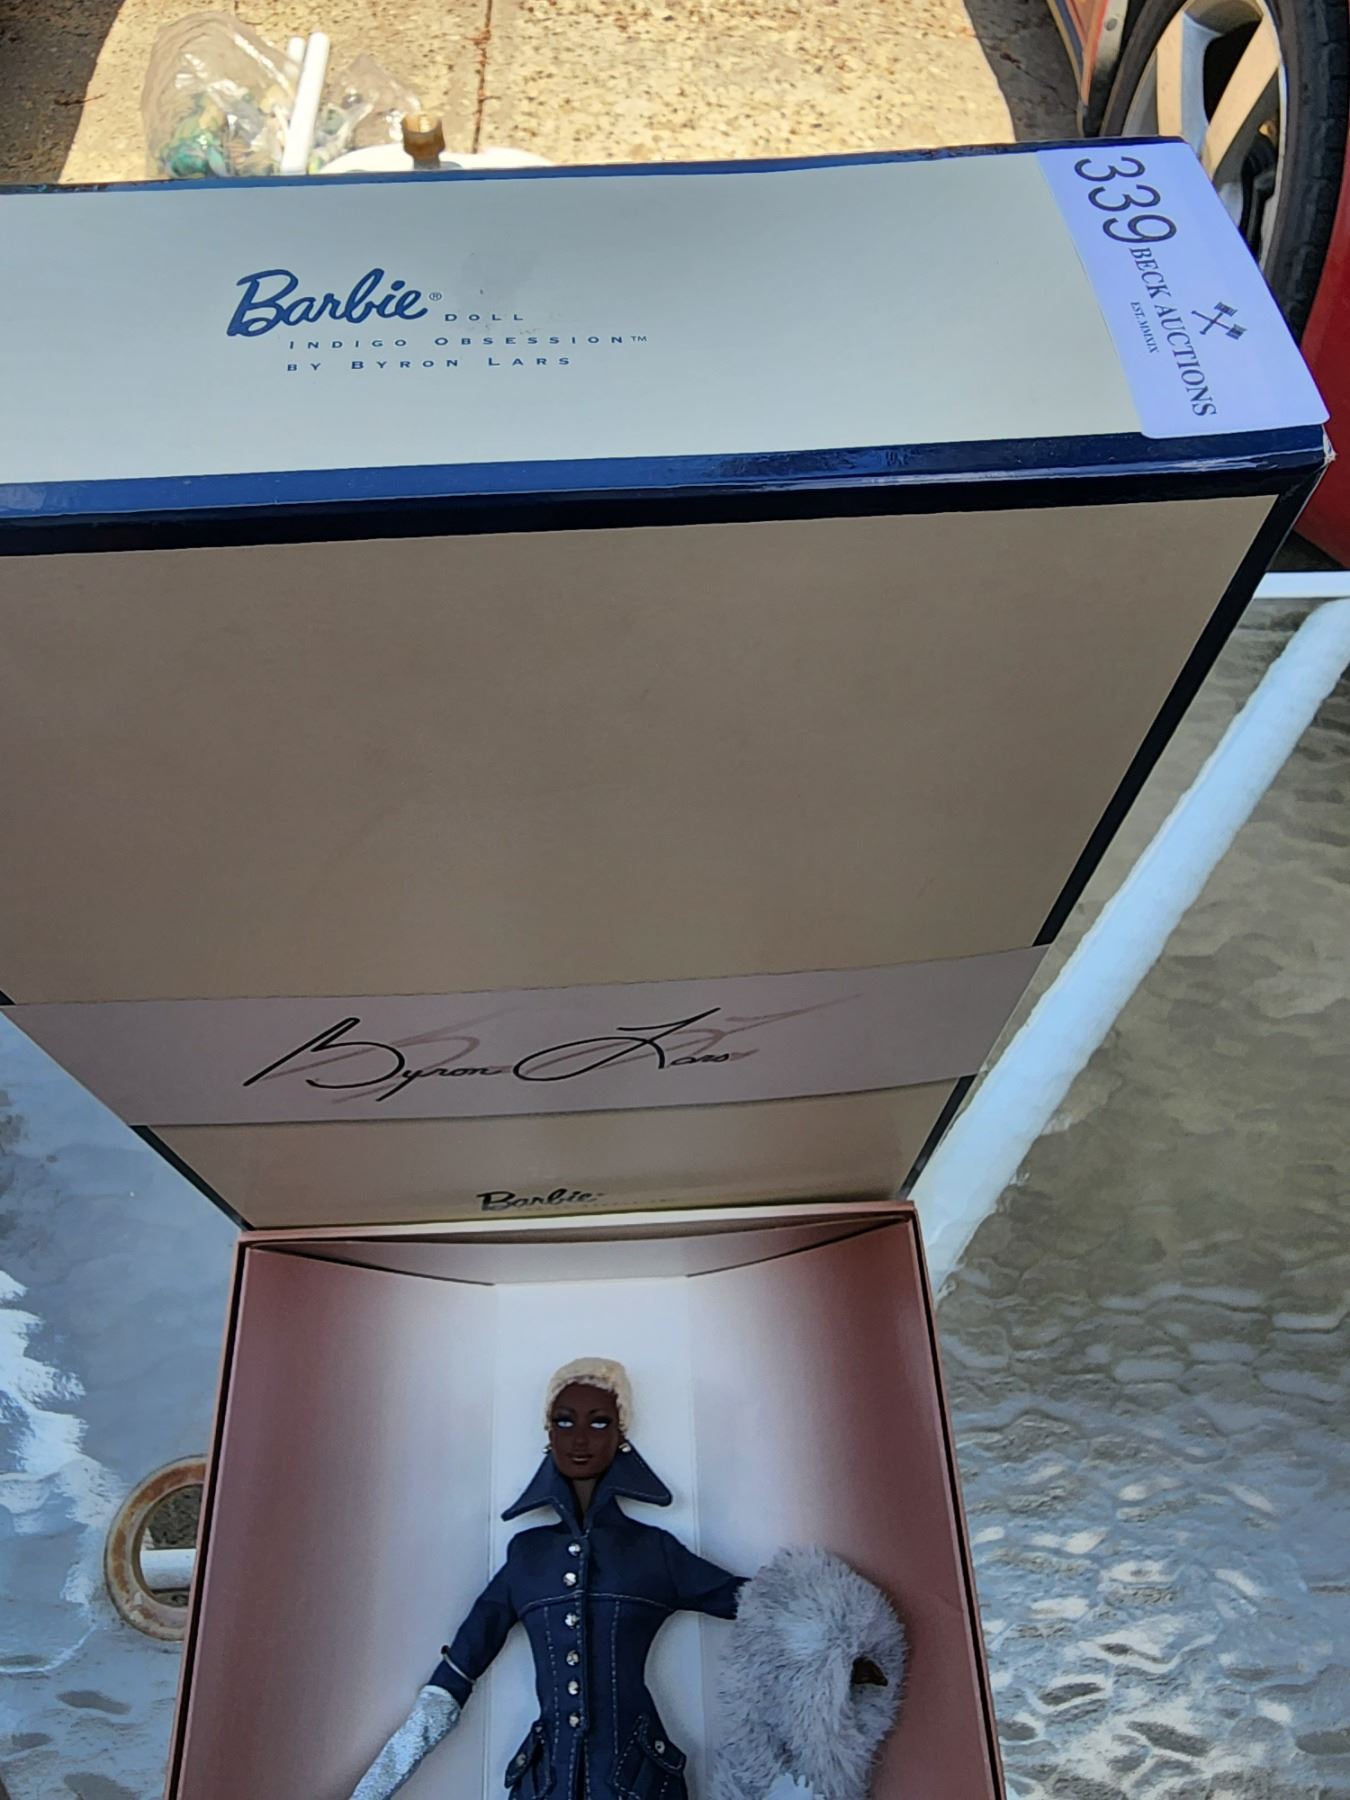 339
BECK AUCTIONS
EST. MMXIX
Barbie® DOLL
INDIGO OBSESSION™
BY BYRON LARS
Byron Lars
Barbie